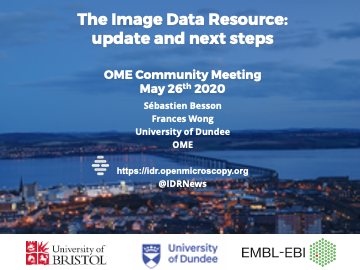 The Image Data Resource:
update and next steps
OME Community Meeting
May 26th 2020
Sébastien Besson
Frances Wong
University of Dundee
OME
https://idr.openmicroscopy.org
@IDRNews
University of
BRISTOL
University
of Dundee
EMBL-EBI